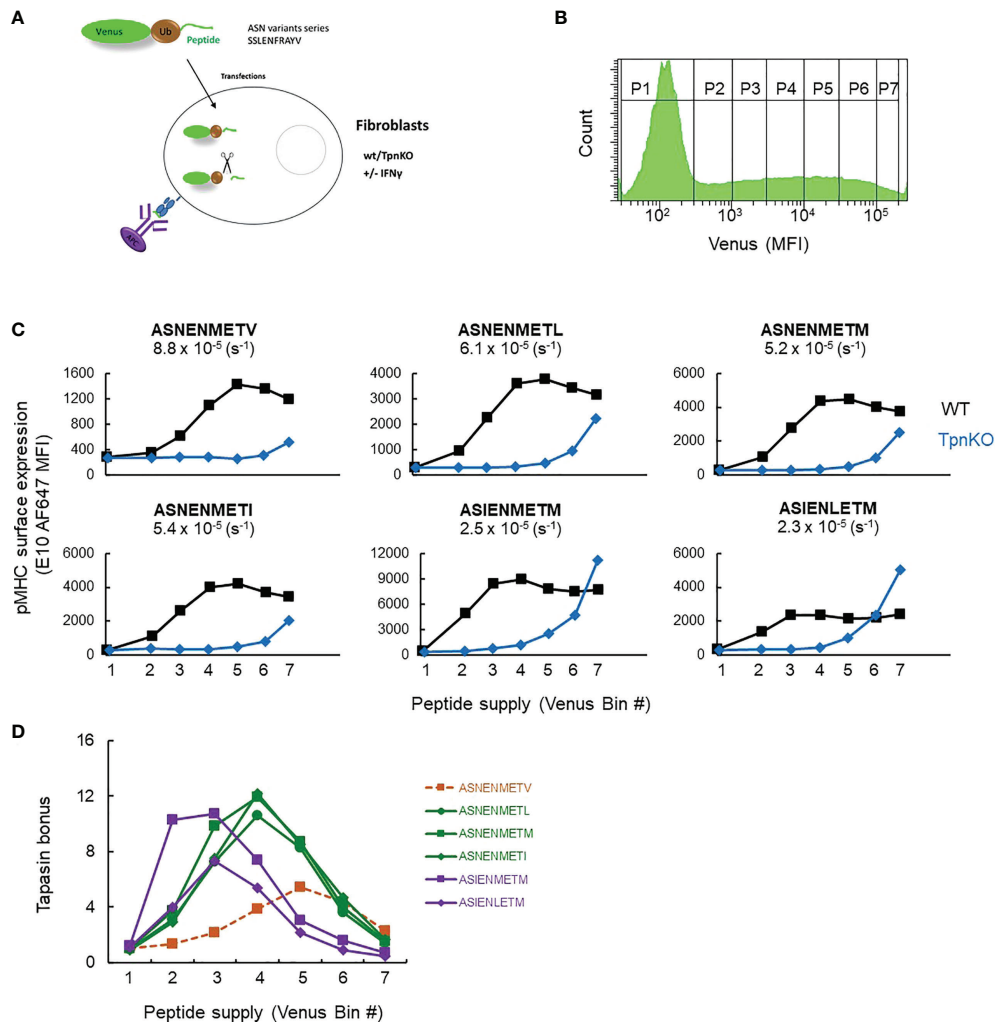 A
Venus
Ub
Peptide
ASN variants series
SSLENFRAYV
Transfections
Fibroblasts
wt/TpnKO
+/- IFNγ
APC
B
P1 P2 P3 P4 P5 P6 P7
Count
10² 10³ 10⁴ 10⁵
Venus (MFI)
C
pMHC surface expression
(E10 AF647 MFI)
ASNENMETV
8.8 x 10⁻⁵ (s⁻¹)
1600
1200
800
400
0
ASNENMETL
6.1 x 10⁻⁵ (s⁻¹)
4000
3000
2000
1000
0
ASNENMETM
5.2 x 10⁻⁵ (s⁻¹)
6000
4000
2000
0
WT
TpnKO
ASNENMETI
5.4 x 10⁻⁵ (s⁻¹)
6000
4000
2000
0
1 2 3 4 5 6 7
ASIENMETM
2.5 x 10⁻⁵ (s⁻¹)
12000
9000
6000
3000
0
1 2 3 4 5 6 7
ASIENLETM
2.3 x 10⁻⁵ (s⁻¹)
6000
4000
2000
0
1 2 3 4 5 6 7
Peptide supply (Venus Bin #)
D
Tapasin bonus
16
12
8
4
0
1 2 3 4 5 6 7
Peptide supply (Venus Bin #)
ASNENMETV
ASNENMETL
ASNENMETM
ASNENMETI
ASIENMETM
ASIENLETM